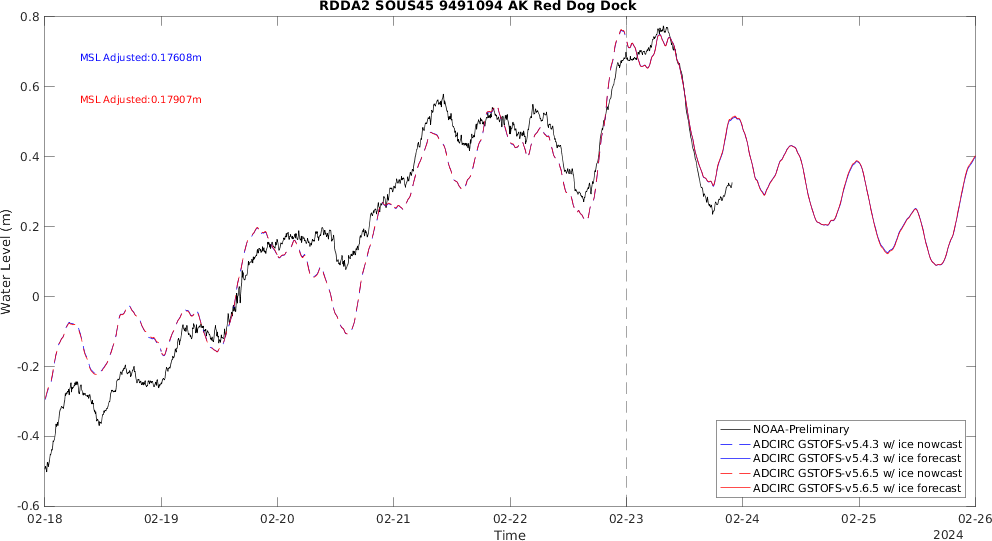 RDDA2 SOUS45 9491094 AK Red Dog Dock
MSL Adjusted:0.17608m
MSL Adjusted:0.17907m
Water Level (m)
0.8
0.6
0.4
0.2
0
-0.2
-0.4
-0.6
NOAA-Preliminary
ADCIRC GSTOFS-v5.4.3 w/ ice nowcast
ADCIRC GSTOFS-v5.4.3 w/ ice forecast
ADCIRC GSTOFS-v5.6.5 w/ ice nowcast
ADCIRC GSTOFS-v5.6.5 w/ ice forecast
02-18 02-19 02-20 02-21 02-22 02-23 02-24 02-25 02-26
Time
2024